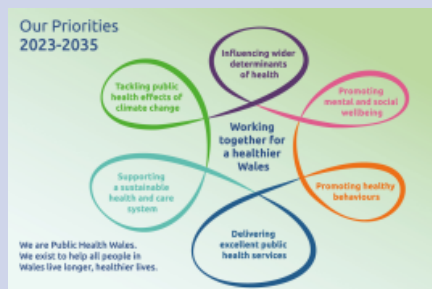 Our Priorities
2023-2035
Influencing wider
determinants
of health
Tackling public
health effects of
climate change
Promoting
mental and social
wellbeing
Working
together for
a healthier
Wales
Supporting
a sustainable
health and care
system
Promoting healthy
behaviours
Delivering
excellent public
health services
We are Public Health Wales.
We exist to help all people in
Wales live longer, healthier lives.